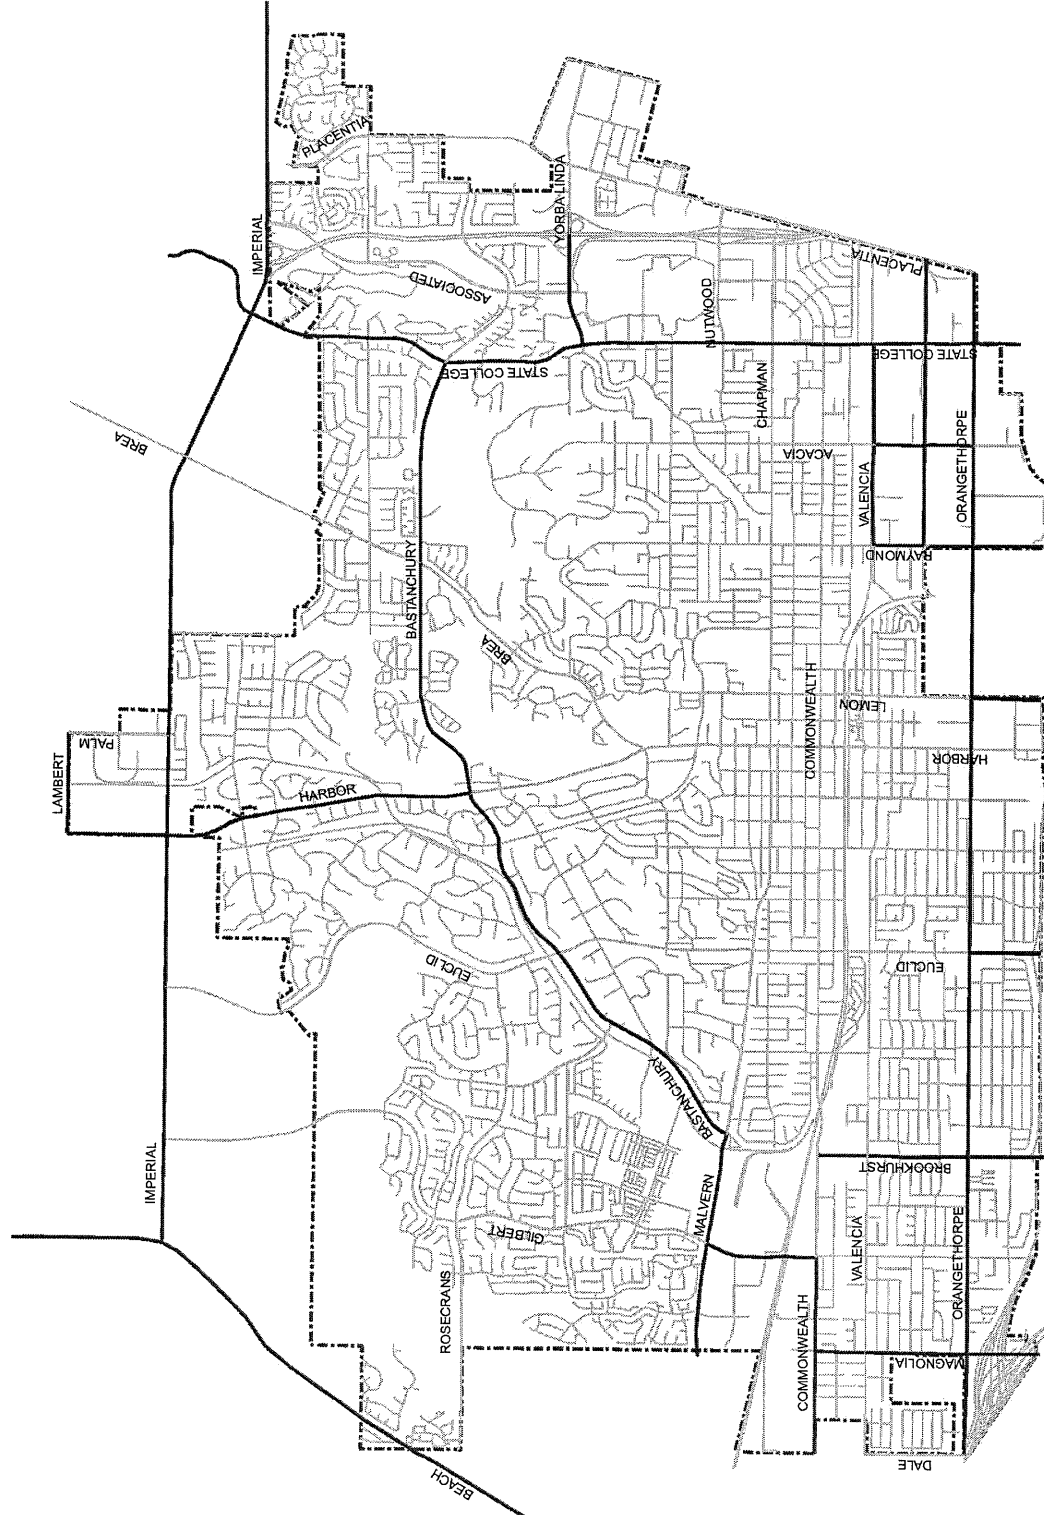 PLACENTIA
YORBA LINDA
IMPERIAL
ASSOCIATED
PLACENTIA
NUTWOOD
STATE COLLEGE
STATE COLLEGE
CHAPMAN
BREA
ACACIA
VALENCIA
ORANGETHORPE
RAYMOND
BASTANCHURY
BREA
LEMON
COMMONWEALTH
PALM
LAMBERT
HARBOR
HARBOR
EUCLID
EUCLID
BASTANCHURY
IMPERIAL
BROOKHURST
MALVERN
GILBERT
VALENCIA
ORANGETHORPE
ROSECRANS
COMMONWEALTH
MAGNOLIA
DALE
BEACH